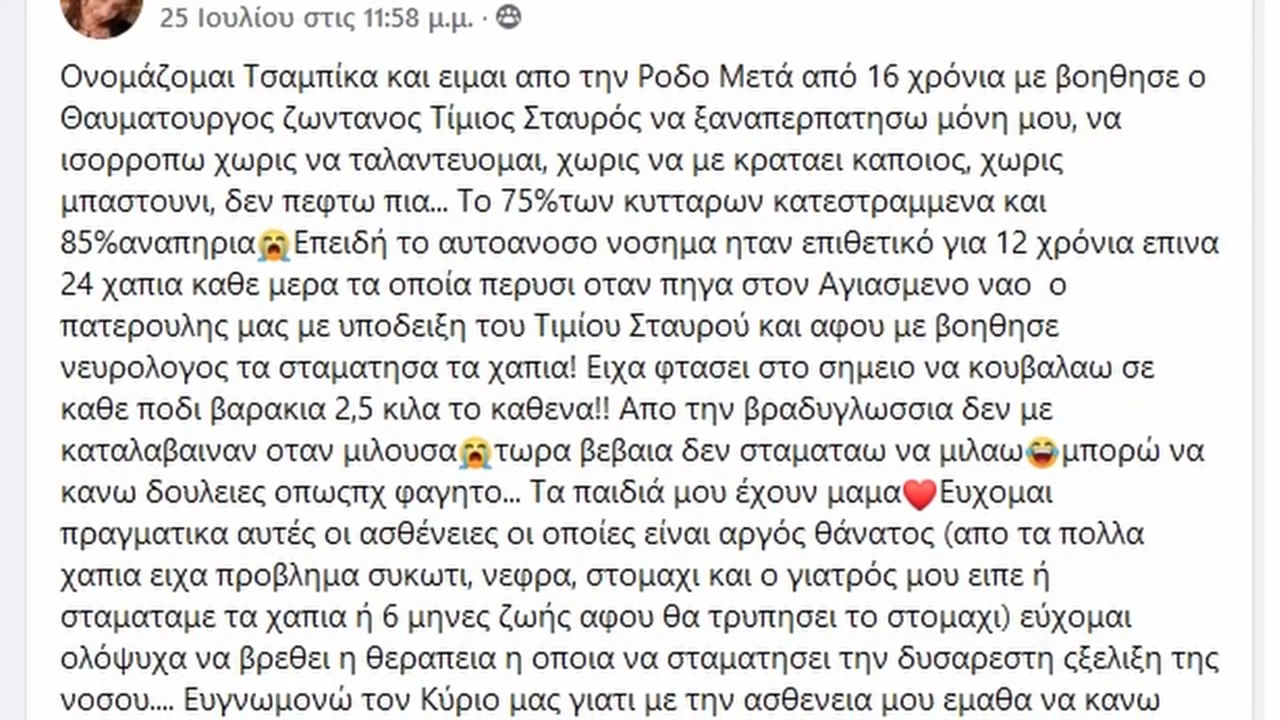 25 Ιουλίου στις 11:58 μ.μ. ·
Ονομάζομαι Τσαμπίκα και ειμαι απο την Ροδο Μετά από 16 χρόνια με βοηθησε ο
Θαυματουργος ζωντανος Τίμιος Σταυρός να ξαναπερπατησω μόνη μου, να
ισορροπω χωρις να ταλαντευομαι, χωρις να με κραταει καποιος, χωρις
μπαστουνι, δεν πεφτω πια... Το 75%των κυτταρων κατεστραμμενα και
85%αναπηρια😭Επειδή το αυτοανοσο νοσημα ηταν επιθετικό για 12 χρόνια επινα
24 χαπια καθε μερα τα οποία περυσι οταν πηγα στον Αγιασμενο ναο  ο
πατερουλης μας με υποδειξη του Τιμίου Σταυρού και αφου με βοηθησε
νευρολογος τα σταματησα τα χαπια! Ειχα φτασει στο σημειο να κουβαλαω σε
καθε ποδι βαρακια 2,5 κιλα το καθενα!! Απο την βραδυγλωσσια δεν με
καταλαβαιναν οταν μιλουσα😭τωρα βεβαια δεν σταματαω να μιλαω😂μπορώ να
κανω δουλειες οπωςπχ φαγητο... Τα παιδιά μου έχουν μαμα❤️Ευχομαι
πραγματικα αυτές οι ασθένειες οι οποίες είναι αργός θάνατος (απο τα πολλα
χαπια ειχα προβλημα συκωτι, νεφρα, στομαχι και ο γιατρός μου ειπε ή
σταματαμε τα χαπια ή 6 μηνες ζωής αφου θα τρυπησει το στομαχι) εύχομαι
ολόψυχα να βρεθει η θεραπεια η οποια να σταματησει την δυσαρεστη ςξελιξη της
νοσου.... Ευγνωμονώ τον Κύριο μας γιατι με την ασθενεια μου εμαθα να κανω